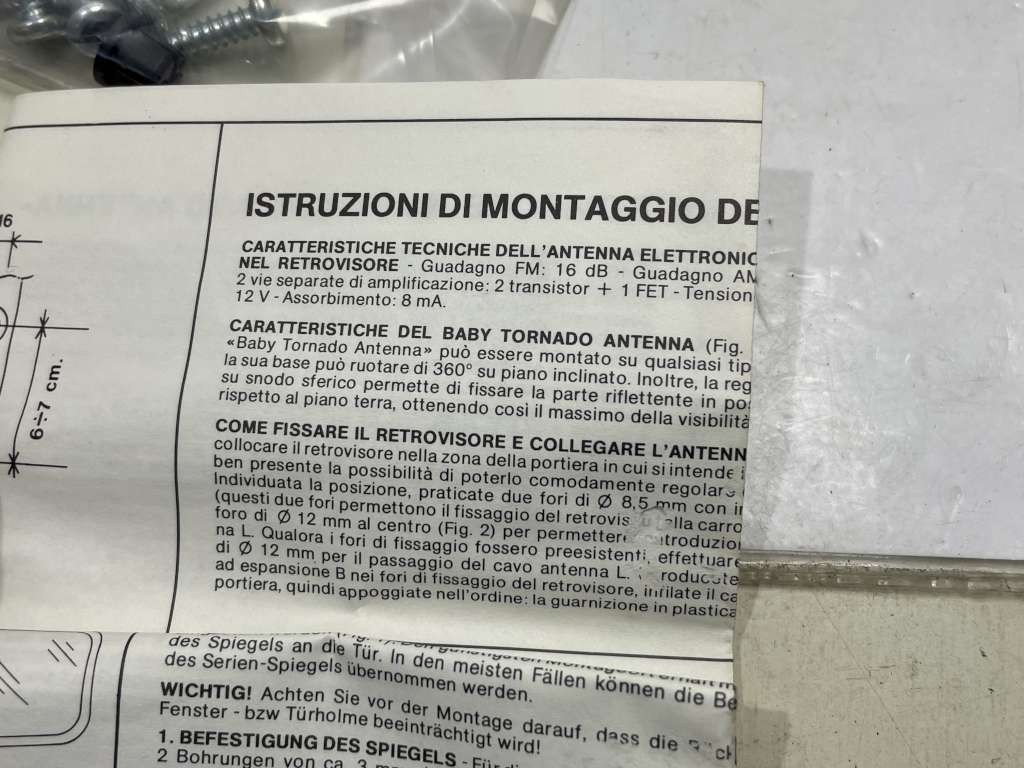 16
6÷7 cm.
ISTRUZIONI DI MONTAGGIO DE
CARATTERISTICHE TECNICHE DELL'ANTENNA ELETTRONIC
NEL RETROVISORE - Guadagno FM: 16 dB - Guadagno AM
2 vie separate di amplificazione: 2 transistor + 1 FET - Tension
12 V - Assorbimento: 8 mA.
CARATTERISTICHE DEL BABY TORNADO ANTENNA (Fig.
«Baby Tornado Antenna» può essere montato su qualsiasi tip
la sua base può ruotare di 360° su piano inclinato. Inoltre, la reg
su snodo sferico permette di fissare la parte riflettente in po
rispetto al piano terra, ottenendo così il massimo della visibilità
COME FISSARE IL RETROVISORE E COLLEGARE L'ANTENN
collocare il retrovisore nella zona della portiera in cui si intende
ben presente la possibilità di poterlo comodamente regolare
Individuata la posizione, praticate due fori di Ø 8,5 mm con
(questi due fori permettono il fissaggio del retrovis lla carro
foro di Ø 12 mm al centro (Fig. 2) per permettere ntroduzio
na L. Qualora i fori di fissaggio fossero preesistenti, effettuare
di Ø 12 mm per il passaggio del cavo antenna L.
ad espansione B nei fori di fissaggio del retrovisore, infilate il ca
portiera, quindi appoggiate nell'ordine: la guarnizione in plastica
des Spiegels an die Tür. In den meisten Fällen können die Be
des Serien-Spiegels übernommen werden.
WICHTIG! Achten Sie vor der Montage darauf, dass die
Fenster - bzw Türholme beeinträchtigt wird!
1. BEFESTIGUNG DES SPIEGELS - Für
2 Bohrungen von ca. 3